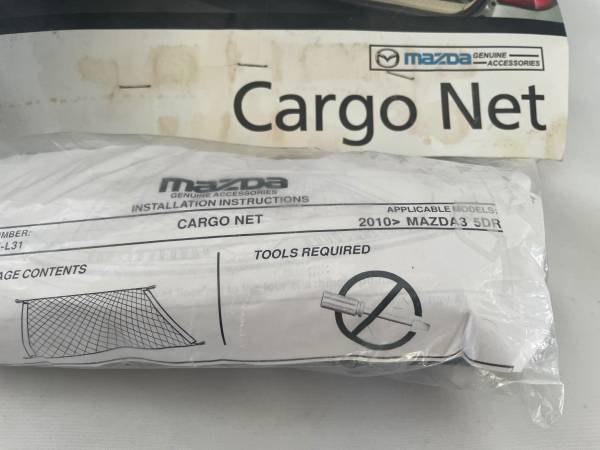 mazda GENUINE ACCESSORIES
Cargo Net
mazda
GENUINE ACCESSORIES
INSTALLATION INSTRUCTIONS
CARGO NET
APPLICABLE MODELS:
2010> MAZDA3 5DR
UMBER:
-L31
AGE CONTENTS
TOOLS REQUIRED